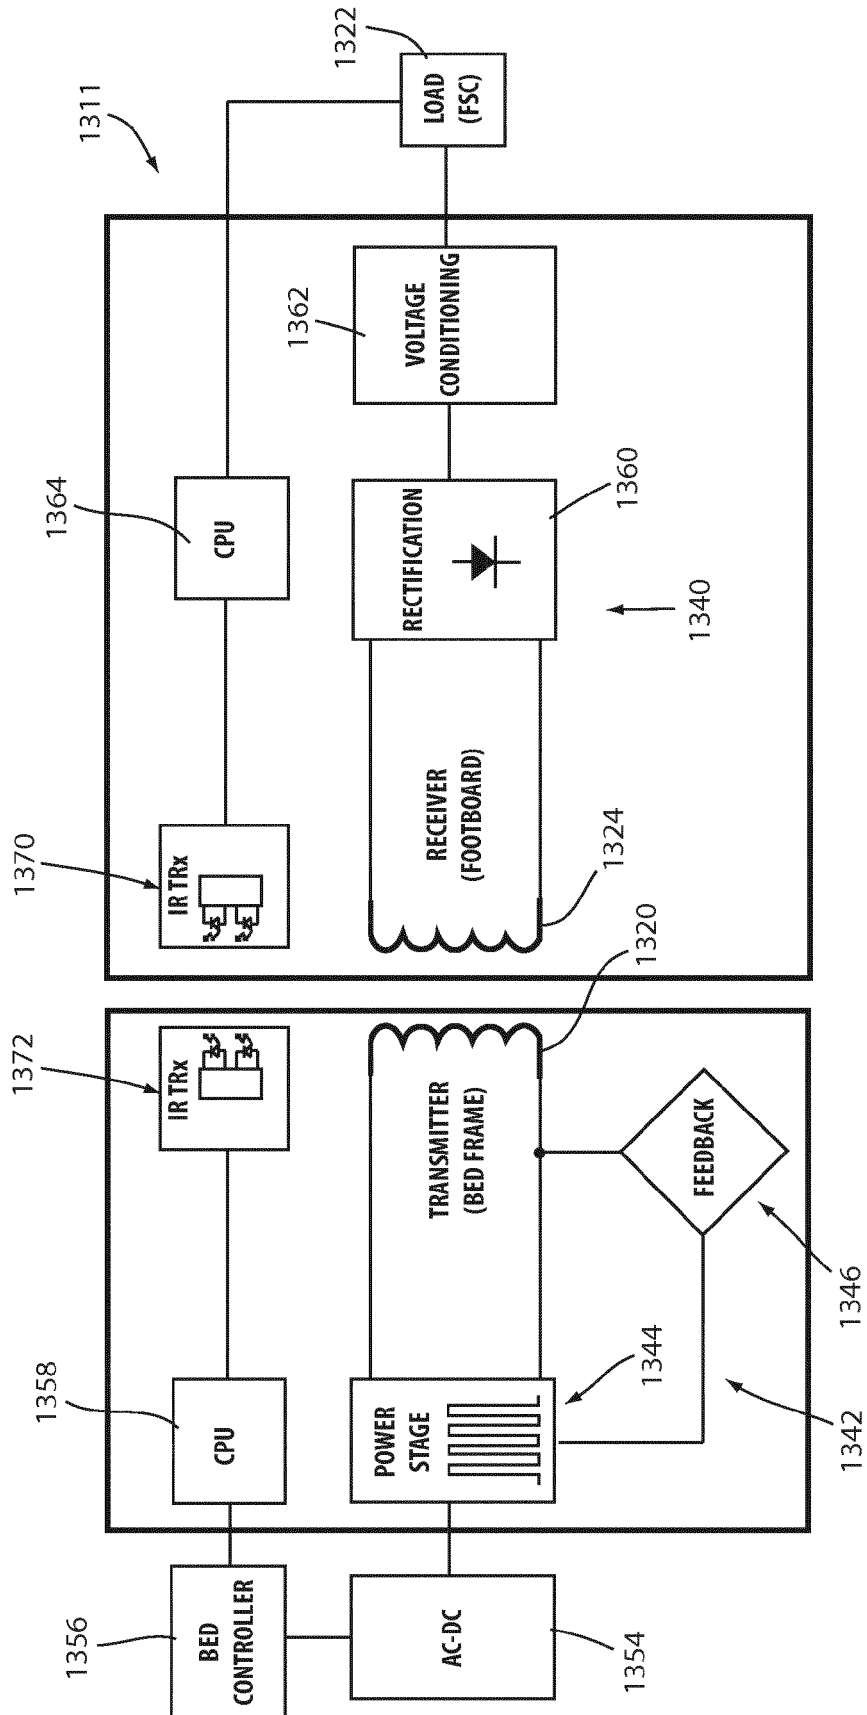 1372
1370
1358
1364
1356
1311
IR TRx
IR TRx
BED
CONTROLLER
CPU
CPU
1362
1322
AC-DC
POWER
STAGE
TRANSMITTER
(BED FRAME)
RECEIVER
(FOOTBOARD)
RECTIFICATION
VOLTAGE
CONDITIONING
LOAD
(FSC)
1354
1344
1320
1324
1360
FEEDBACK
1340
1342
1346